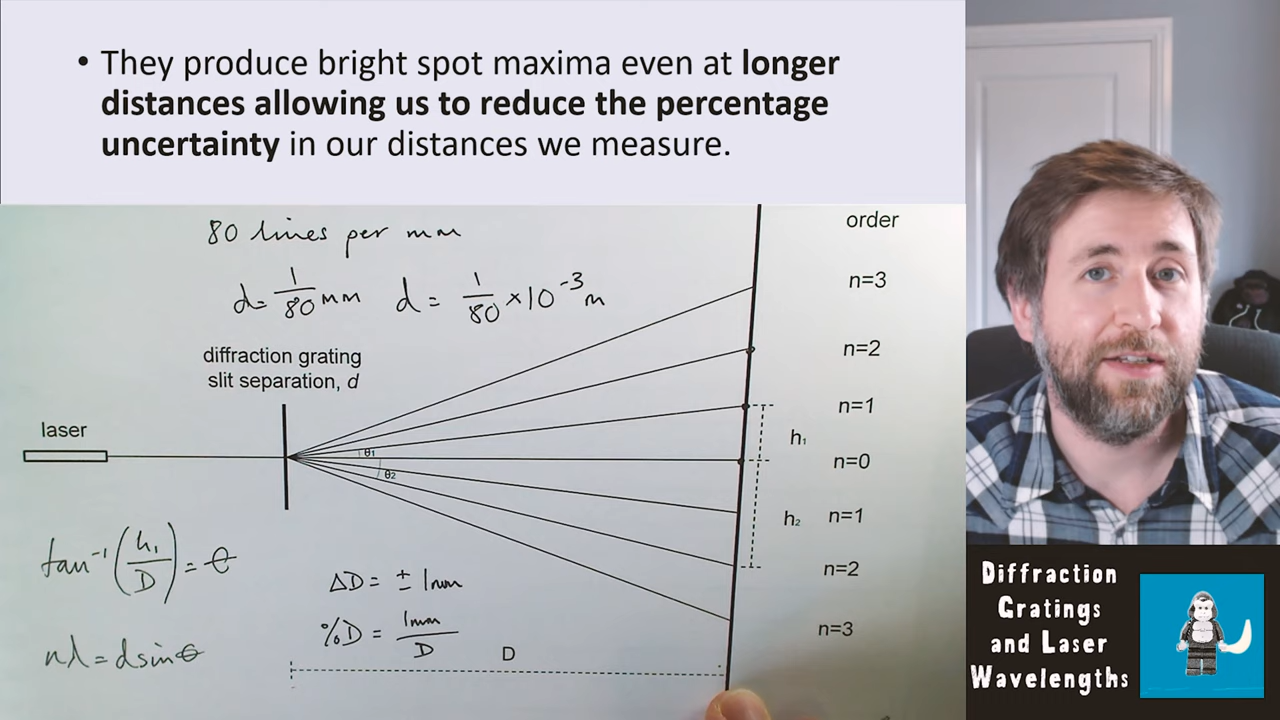 • They produce bright spot maxima even at longer
distances allowing us to reduce the percentage
uncertainty in our distances we measure.
80 lines per mm
d= 1/80 mm d = 1/80 ×10⁻³ m
order
n=3
diffraction grating
slit separation, d
n=2
n=1
laser
h₁
θ₁
n=0
θ₂
h₂ n=1
tan⁻¹(h₁/D) = θ
n=2
ΔD = ± 1mm
%D = 1mm/D
n=3
nλ = d sinθ
D
Diffraction
Gratings
and Laser
Wavelengths